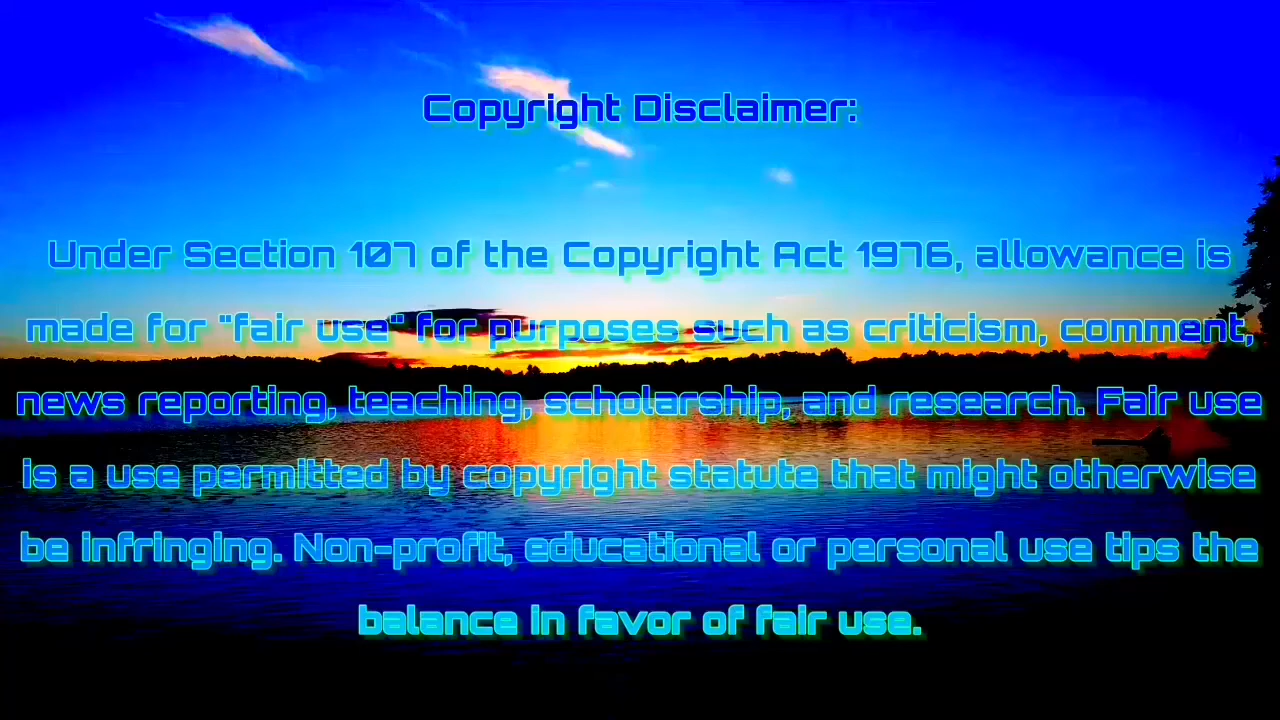 Copyright Disclaimer:
Under Section 107 of the Copyright Act 1976, allowance is
made for "fair use" for purposes such as criticism, comment,
news reporting, teaching, scholarship, and research. Fair use
is a use permitted by copyright statute that might otherwise
be infringing. Non-profit, educational or personal use tips the
balance in favor of fair use.